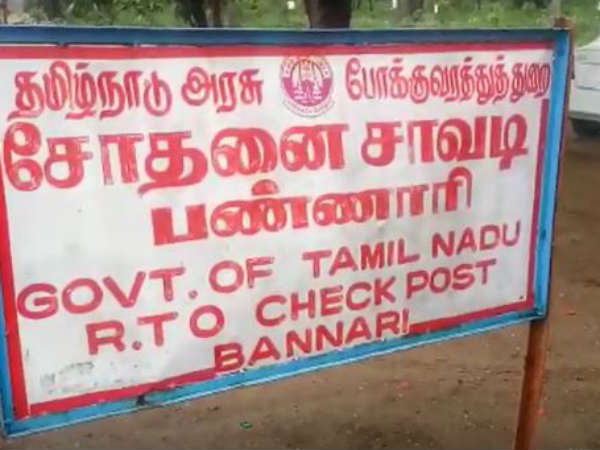 தமிழ்நாடு அரசு போக்குவரத்துத்துறை
சோதனை சாவடி
பண்ணாரி
GOVT. OF TAMIL NADU
R.T.O CHECK POST
BANNARI